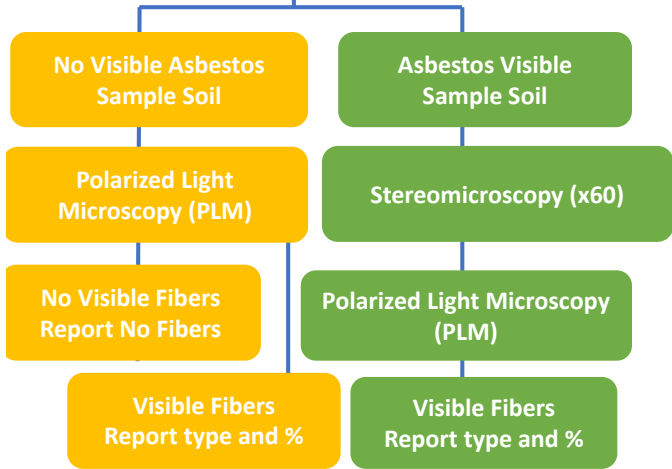 No Visible Asbestos
Sample Soil
Asbestos Visible
Sample Soil
Polarized Light
Microscopy (PLM)
Stereomicroscopy (x60)
No Visible Fibers
Report No Fibers
Polarized Light Microscopy
(PLM)
Visible Fibers
Report type and %
Visible Fibers
Report type and %